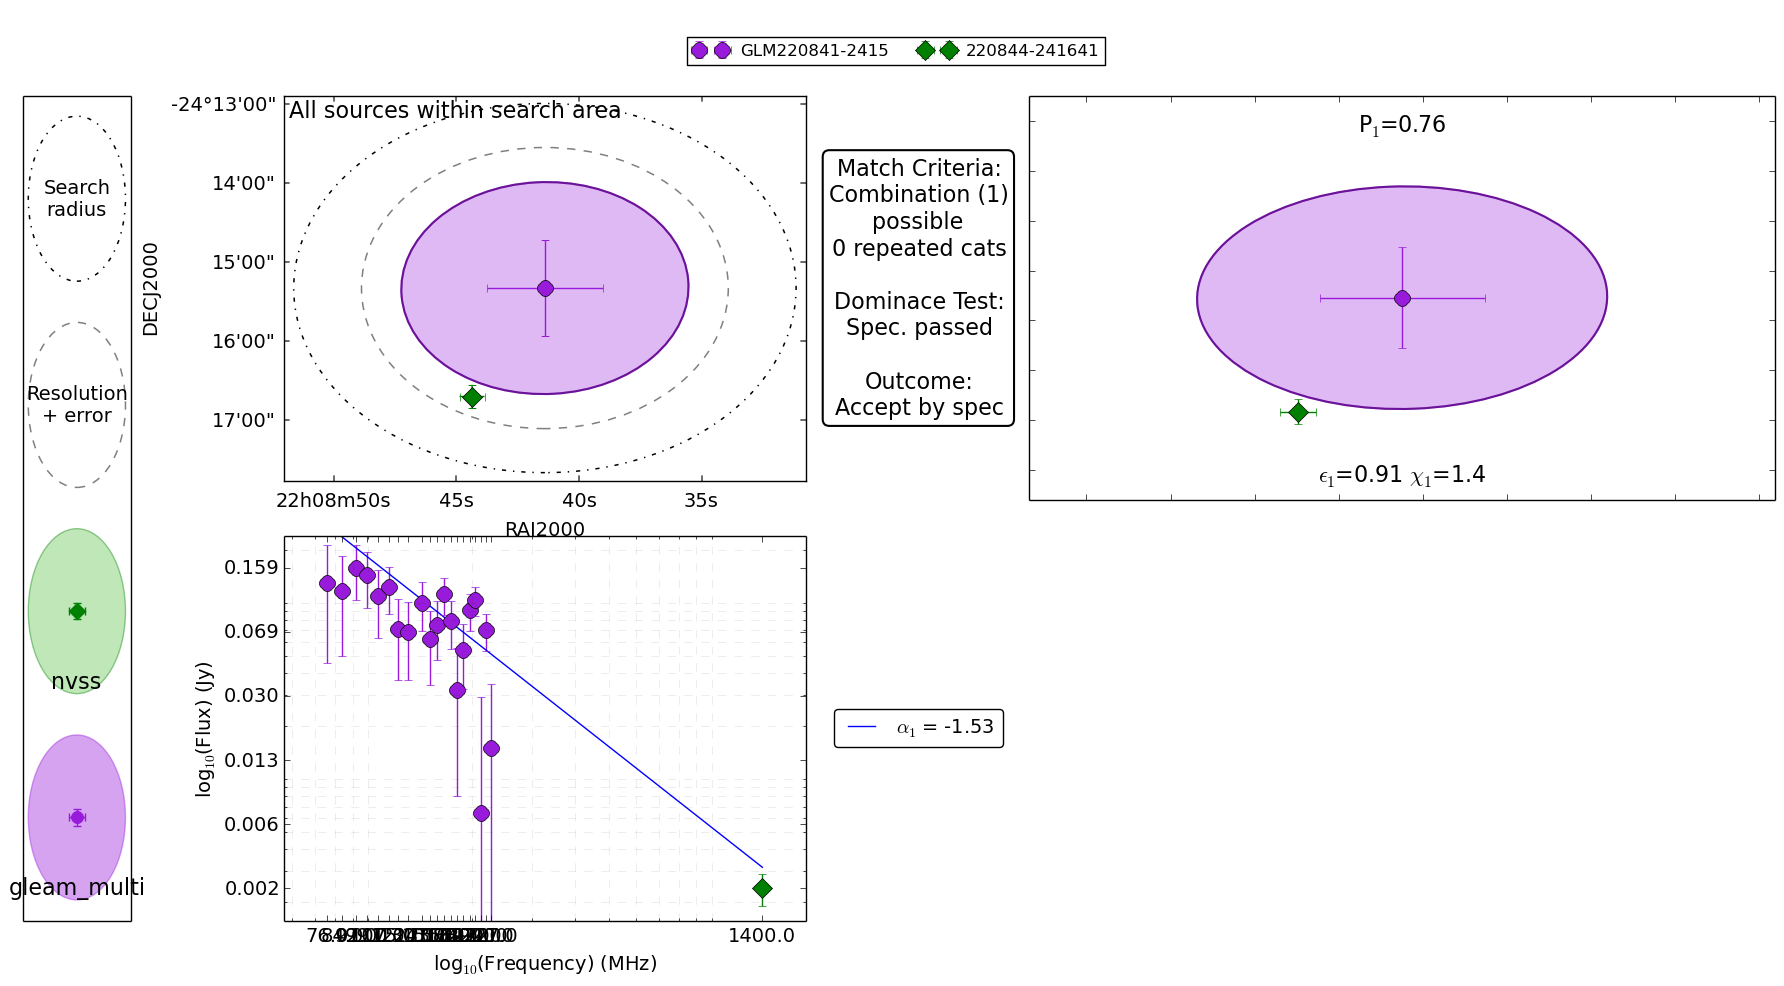 GLM220841-2415 220844-241641
Search
radius
Resolution
+ error
nvss
gleam_multi
All sources within search area
DECJ2000
-24°13'00"
14'00"
15'00"
16'00"
17'00"
22h08m50s 45s 40s 35s
RAJ2000
Match Criteria:
Combination (1)
possible
0 repeated cats
Dominace Test:
Spec. passed
Outcome:
Accept by spec
P₁=0.76
ϵ₁=0.91 χ₁=1.4
log₁₀(Flux) (Jy)
0.159
0.069
0.030
0.013
0.006
0.002
1400.0
log₁₀(Frequency) (MHz)
α₁ = -1.53